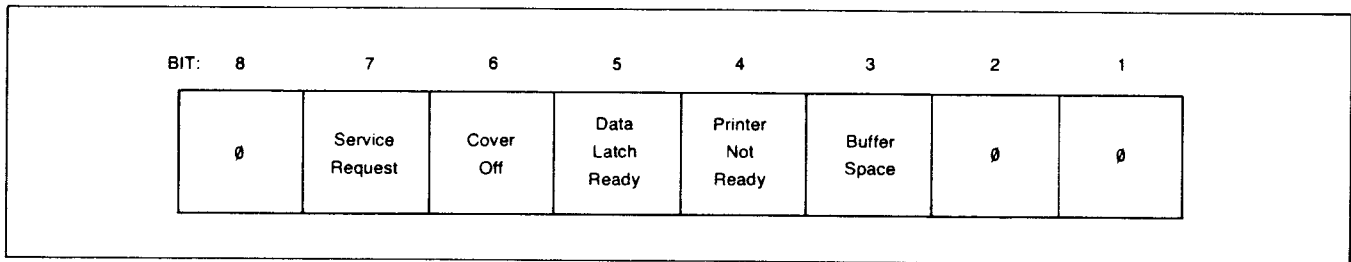 BIT: 8 7 6 5 4 3 2 1
Ø
Service
Request
Cover
Off
Data
Latch
Ready
Printer
Not
Ready
Buffer
Space
Ø
Ø